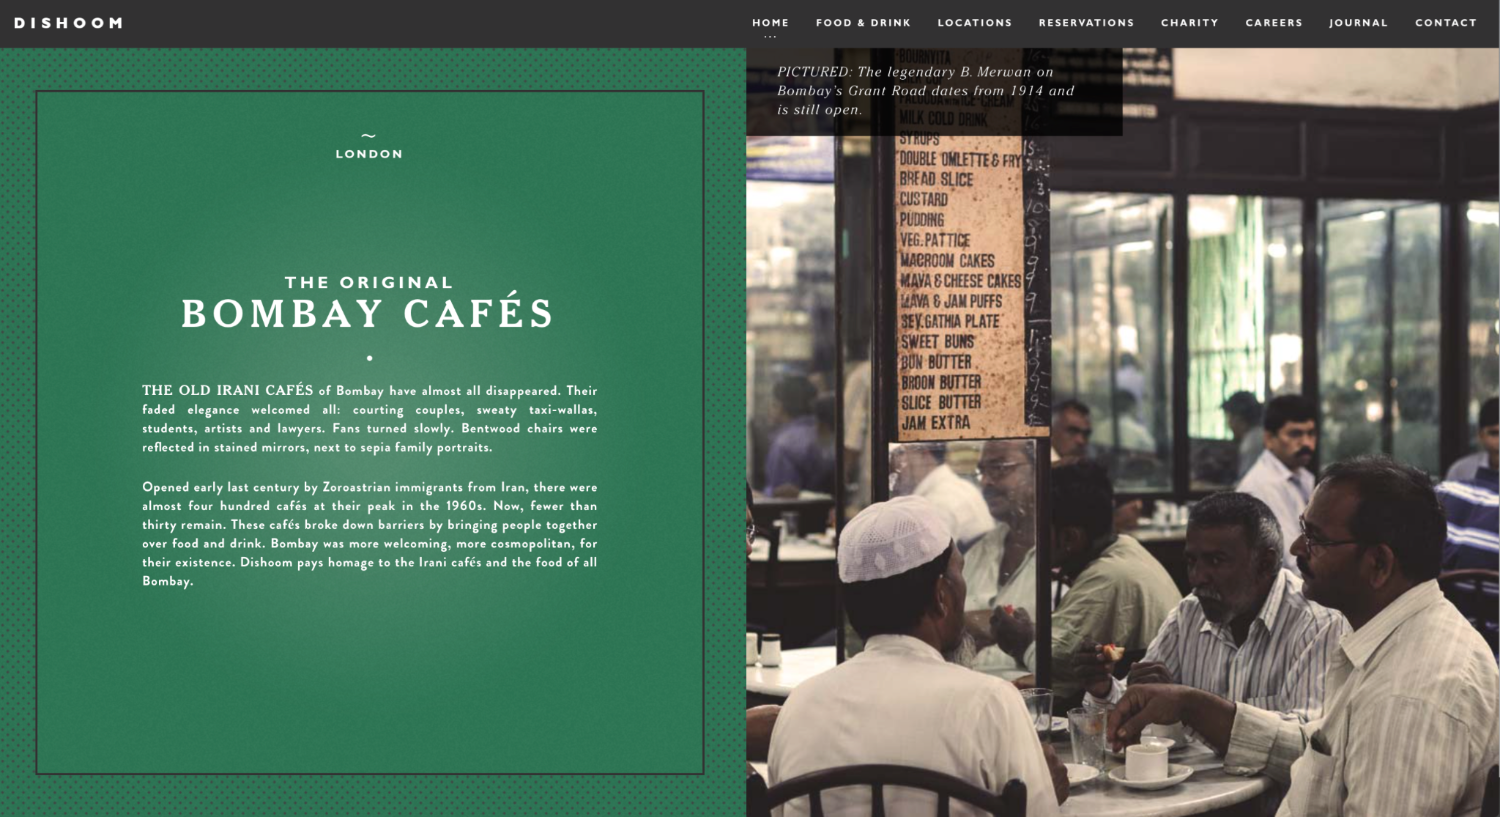 DISHOOM
HOME FOOD & DRINK LOCATIONS RESERVATIONS CHARITY CAREERS JOURNAL CONTACT
...
~
LONDON
THE ORIGINAL
BOMBAY CAFÉS
•
THE OLD IRANI CAFÉS of Bombay have almost all disappeared. Their
faded elegance welcomed all: courting couples, sweaty taxi-wallas,
students, artists and lawyers. Fans turned slowly. Bentwood chairs were
reflected in stained mirrors, next to sepia family portraits.
Opened early last century by Zoroastrian immigrants from Iran, there were
almost four hundred cafés at their peak in the 1960s. Now, fewer than
thirty remain. These cafés broke down barriers by bringing people together
over food and drink. Bombay was more welcoming, more cosmopolitan, for
their existence. Dishoom pays homage to the Irani cafés and the food of all
Bombay.
PICTURED: The legendary B. Merwan on
Bombay's Grant Road dates from 1914 and
is still open.
BOURNVITA
MILK COLD DRINK
SYRUPS
DOUBLE OMLETTE & FRY
BREAD SLICE
CUSTARD
PUDDING
VEG. PATTICE
MACROOM CAKES
MAVA & CHEESE CAKES
MAVA & JAM PUFFS
SEV. GATHIA PLATE
SWEET BUNS
BUN BUTTER
BROON BUTTER
SLICE BUTTER
JAM EXTRA